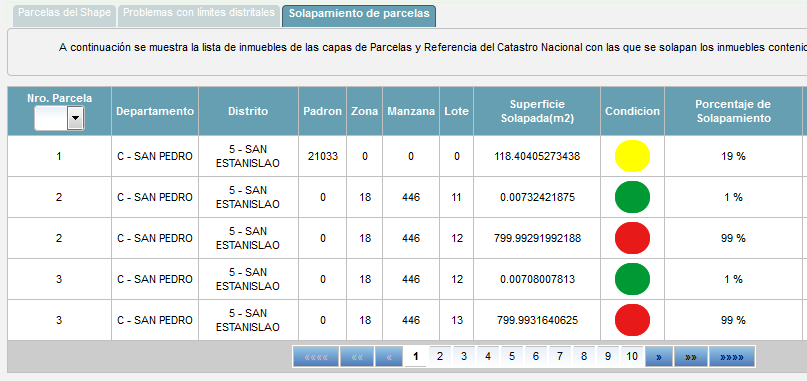 Parcelas del Shape Problemas con límites distritales Solapamiento de parcelas
A continuación se muestra la lista de inmuebles de las capas de Parcelas y Referencia del Catastro Nacional con las que se solapan los inmuebles
Nro. Parcela Departamento Distrito Padron Zona Manzana Lote Superficie Solapada(m2) Condicion Porcentaje de Solapamiento
1 C - SAN PEDRO 5 - SAN ESTANISLAO 21033 0 0 0 118.40405273438 19 %
2 C - SAN PEDRO 5 - SAN ESTANISLAO 0 18 446 11 0.00732421875 1 %
2 C - SAN PEDRO 5 - SAN ESTANISLAO 0 18 446 12 799.99291992188 99 %
3 C - SAN PEDRO 5 - SAN ESTANISLAO 0 18 446 12 0.00708007813 1 %
3 C - SAN PEDRO 5 - SAN ESTANISLAO 0 18 446 13 799.9931640625 99 %
«««« «« « 1 2 3 4 5 6 7 8 9 10 » »» »»»»